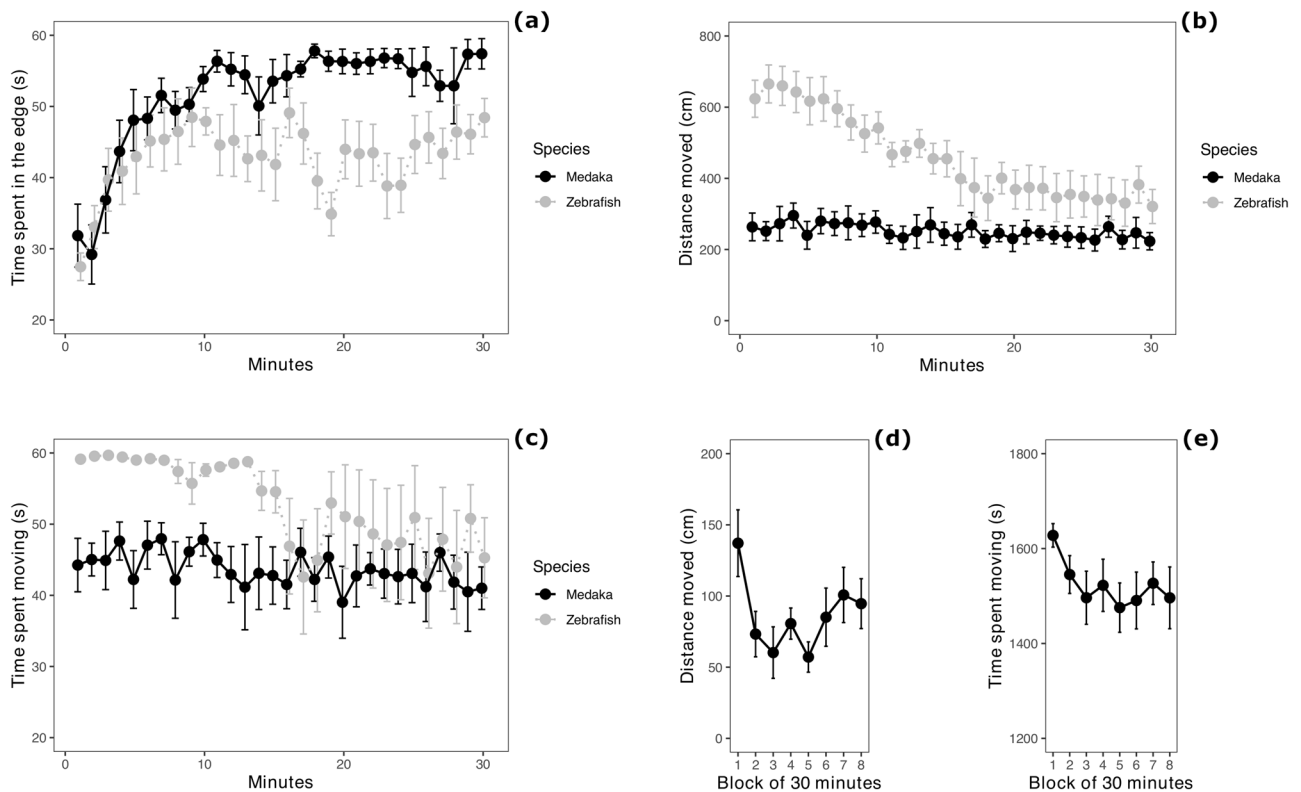 (a)
Time spent in the edge (s)
60
50
40
30
20
0
10
20
30
Minutes
Species
Medaka
Zebrafish
(b)
Distance moved (cm)
800
600
400
200
0
0
10
20
30
Minutes
Species
Medaka
Zebrafish
(c)
Time spent moving (s)
60
50
40
30
20
0
10
20
30
Minutes
Species
Medaka
Zebrafish
(d)
Distance moved (cm)
200
150
100
50
0
1 2 3 4 5 6 7 8
Block of 30 minutes
(e)
Time spent moving (s)
1800
1600
1400
1200
1 2 3 4 5 6 7 8
Block of 30 minutes